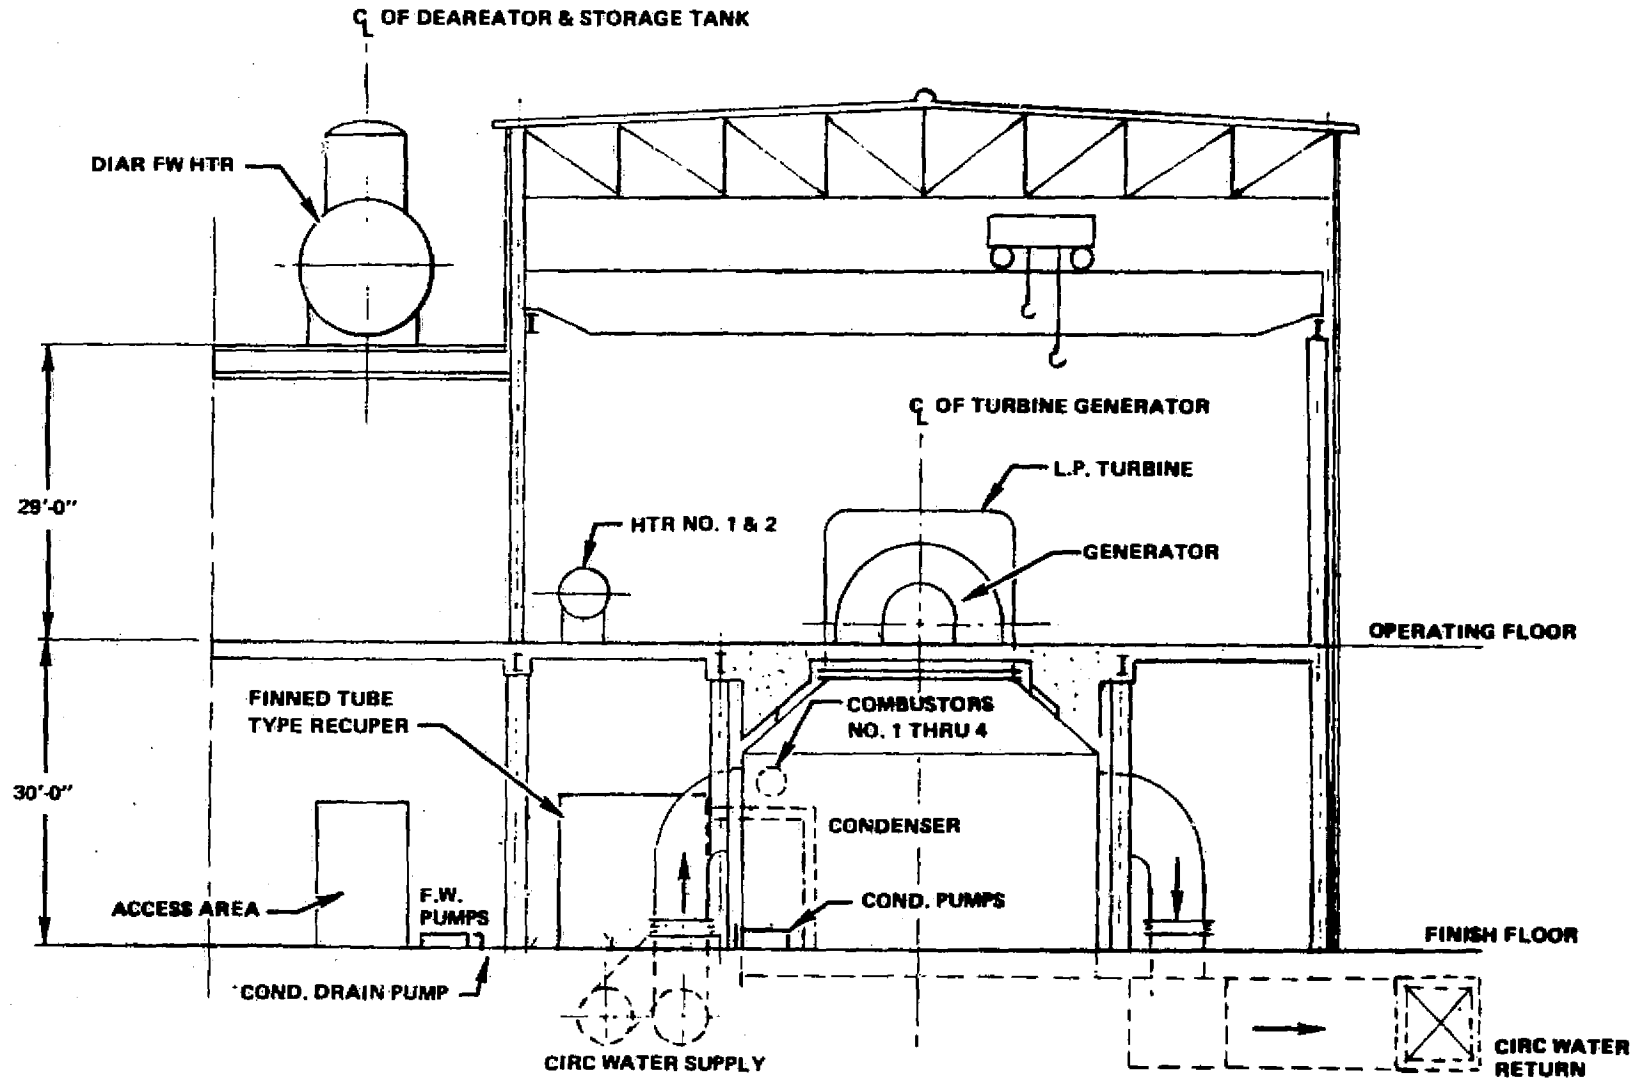 ℄ OF DEAREATOR & STORAGE TANK
DIAR FW HTR
℄ OF TURBINE GENERATOR
L.P. TURBINE
29'-0"
HTR NO. 1 & 2
GENERATOR
OPERATING FLOOR
FINNED TUBE
TYPE RECUPER
COMBUSTORS
NO. 1 THRU 4
30'-0"
CONDENSER
ACCESS AREA
F.W.
PUMPS
COND. PUMPS
FINISH FLOOR
COND. DRAIN PUMP
CIRC WATER SUPPLY
CIRC WATER
RETURN